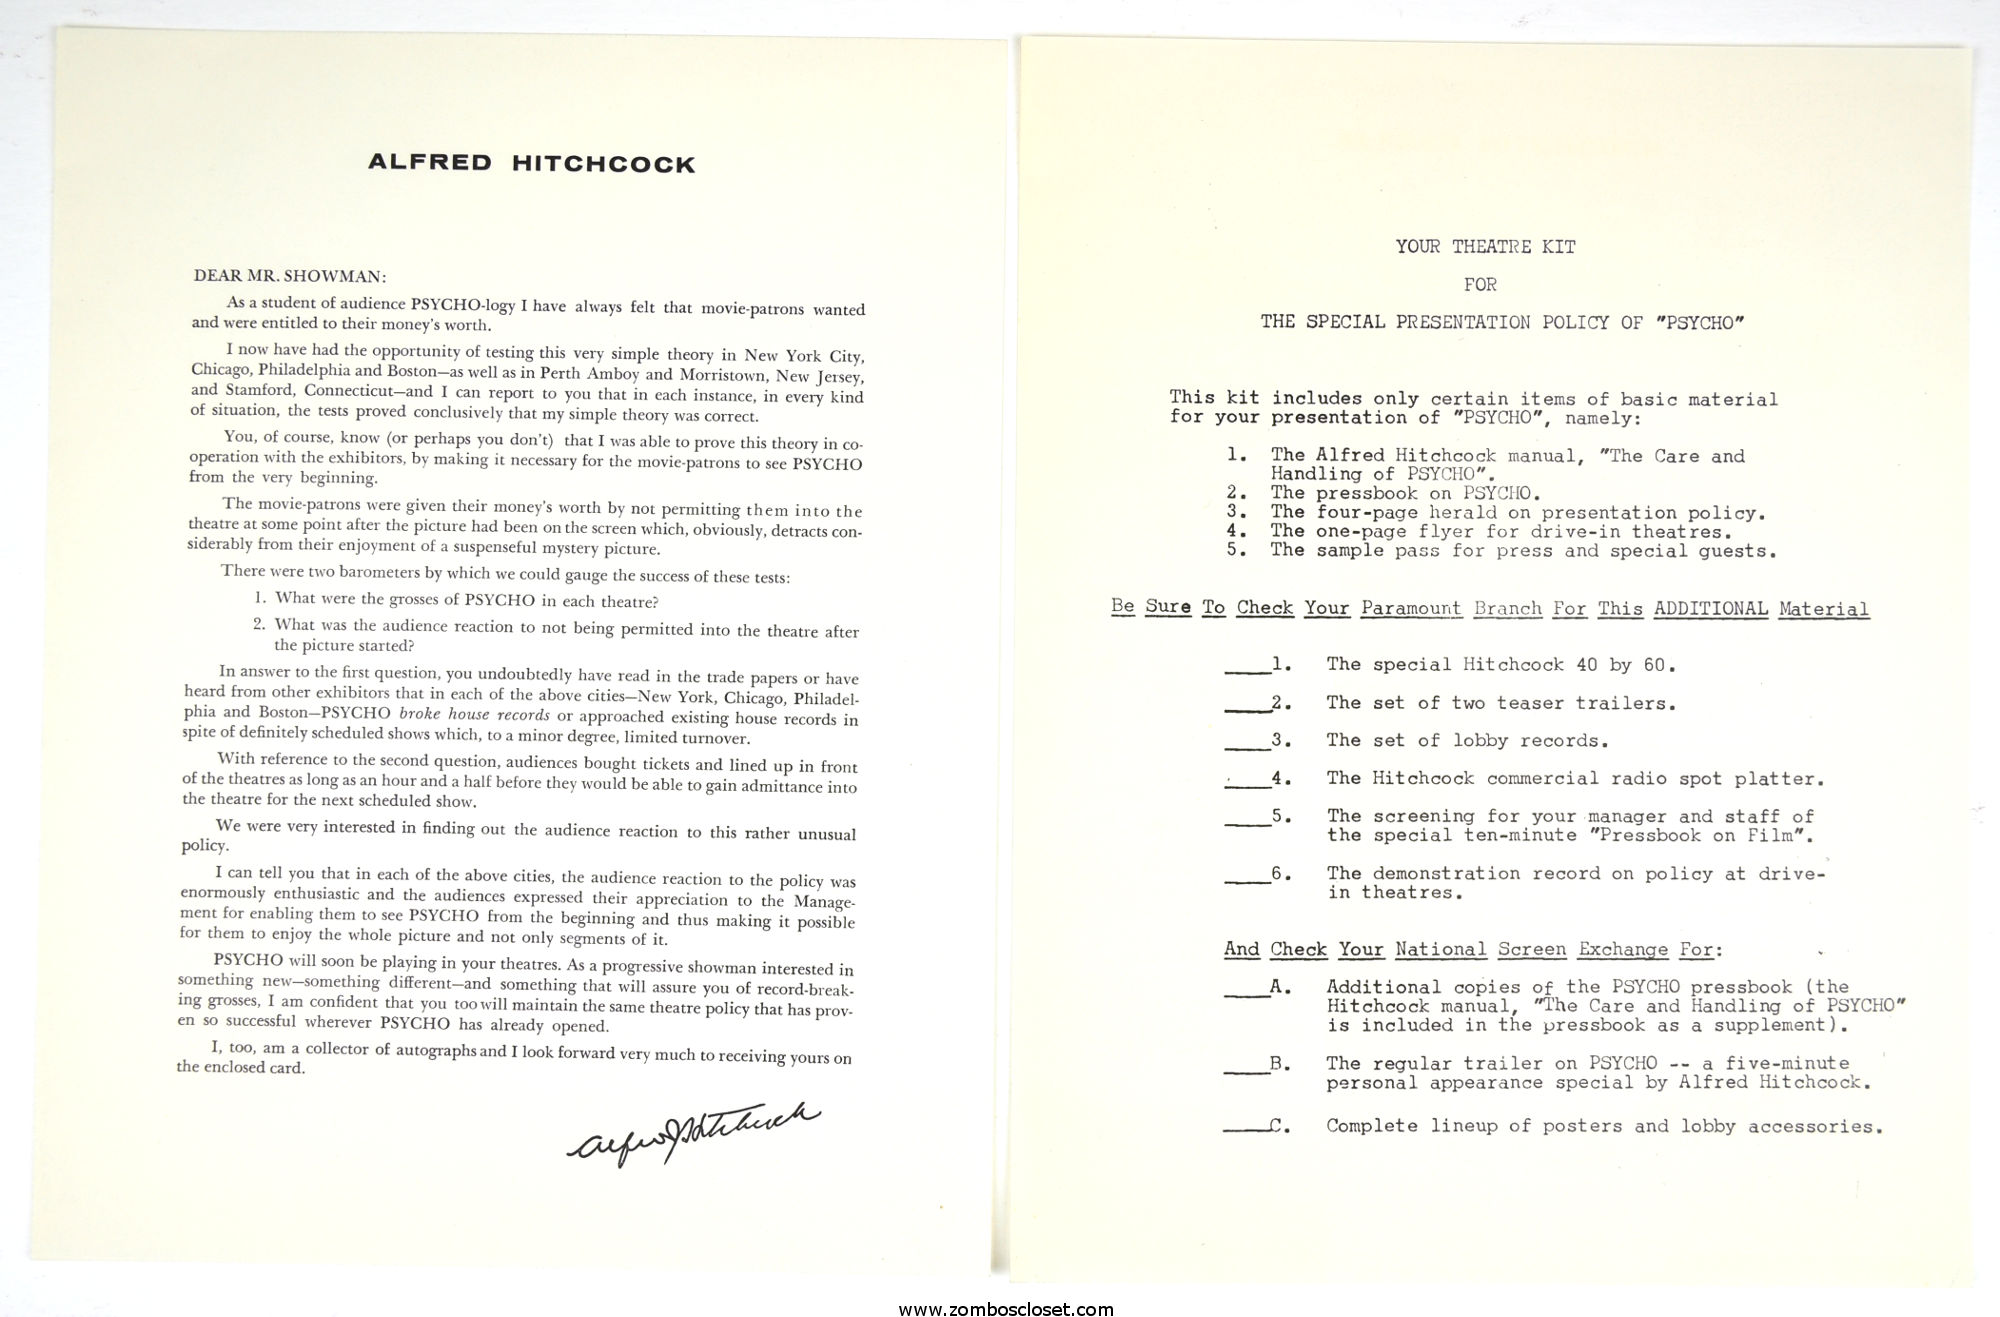 ALFRED HITCHCOCK
DEAR MR. SHOWMAN:
As a student of audience PSYCHO-logy I have always felt that movie-patrons wanted
and were entitled to their money's worth.
I now have had the opportunity of testing this very simple theory in New York City,
Chicago, Philadelphia and Boston—as well as in Perth Amboy and Morristown, New Jersey,
and Stamford, Connecticut—and I can report to you that in each instance, in every kind
of situation, the tests proved conclusively that my simple theory was correct.
You, of course, know (or perhaps you don't) that I was able to prove this theory in co-
operation with the exhibitors, by making it necessary for the movie-patrons to see PSYCHO
from the very beginning.
The movie-patrons were given their money's worth by not permitting them into the
theatre at some point after the picture had been on the screen which, obviously, detracts con-
siderably from their enjoyment of a suspenseful mystery picture.
There were two barometers by which we could gauge the success of these tests:
1. What were the grosses of PSYCHO in each theatre?
2. What was the audience reaction to not being permitted into the theatre after
the picture started?
In answer to the first question, you undoubtedly have read in the trade papers or have
heard from other exhibitors that in each of the above cities—New York, Chicago, Philadel-
phia and Boston—PSYCHO broke house records or approached existing house records in
spite of definitely scheduled shows which, to a minor degree, limited turnover.
With reference to the second question, audiences bought tickets and lined up in front
of the theatres as long as an hour and a half before they would be able to gain admittance into
the theatre for the next scheduled show.
We were very interested in finding out the audience reaction to this rather unusual
policy.
I can tell you that in each of the above cities, the audience reaction to the policy was
enormously enthusiastic and the audiences expressed their appreciation to the Manage-
ment for enabling them to see PSYCHO from the beginning and thus making it possible
for them to enjoy the whole picture and not only segments of it.
PSYCHO will soon be playing in your theatres. As a progressive showman interested in
something new—something different—and something that will assure you of record-break-
ing grosses, I am confident that you too will maintain the same theatre policy that has prov-
en so successful wherever PSYCHO has already opened.
I, too, am a collector of autographs and I look forward very much to receiving yours on
the enclosed card.
Alfred J Hitchcock
YOUR THEATRE KIT
FOR
THE SPECIAL PRESENTATION POLICY OF "PSYCHO"
This kit includes only certain items of basic material
for your presentation of "PSYCHO", namely:
1. The Alfred Hitchcock manual, "The Care and
Handling of PSYCHO".
2. The pressbook on PSYCHO.
3. The four-page herald on presentation policy.
4. The one-page flyer for drive-in theatres.
5. The sample pass for press and special guests.
Be Sure To Check Your Paramount Branch For This ADDITIONAL Material
____1. The special Hitchcock 40 by 60.
____2. The set of two teaser trailers.
____3. The set of lobby records.
____4. The Hitchcock commercial radio spot platter.
____5. The screening for your manager and staff of
the special ten-minute "Pressbook on Film".
____6. The demonstration record on policy at drive-
in theatres.
And Check Your National Screen Exchange For:
____A. Additional copies of the PSYCHO pressbook (the
Hitchcock manual, "The Care and Handling of PSYCHO"
is included in the pressbook as a supplement).
____B. The regular trailer on PSYCHO -- a five-minute
personal appearance special by Alfred Hitchcock.
____C. Complete lineup of posters and lobby accessories.
www.zomboscloset.com